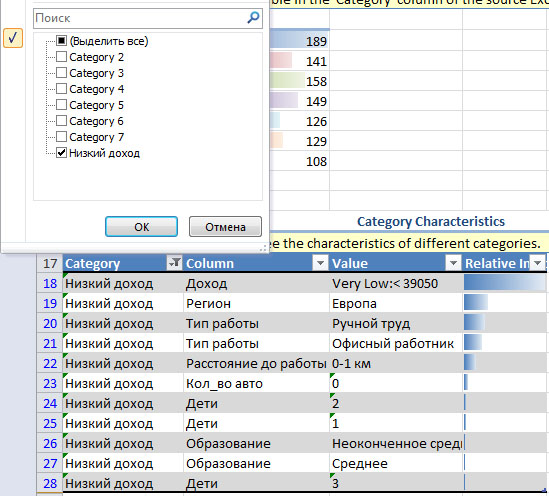 ble in the 'Category' column of the source Exc
Поиск
(Выделить все)
Category 2
Category 3
Category 4
Category 5
Category 6
Category 7
Низкий доход
OK Отмена
189
141
158
149
126
129
108
Category Characteristics
ee the characteristics of different categories.
17 Category Column Value Relative Im
18 Низкий доход Доход Very Low:< 39050
19 Низкий доход Регион Европа
20 Низкий доход Тип работы Ручной труд
21 Низкий доход Тип работы Офисный работник
22 Низкий доход Расстояние до работы 0-1 км
23 Низкий доход Кол_во авто 0
24 Низкий доход Дети 2
25 Низкий доход Дети 1
26 Низкий доход Образование Неоконченное сред
27 Низкий доход Образование Среднее
28 Низкий доход Дети 3